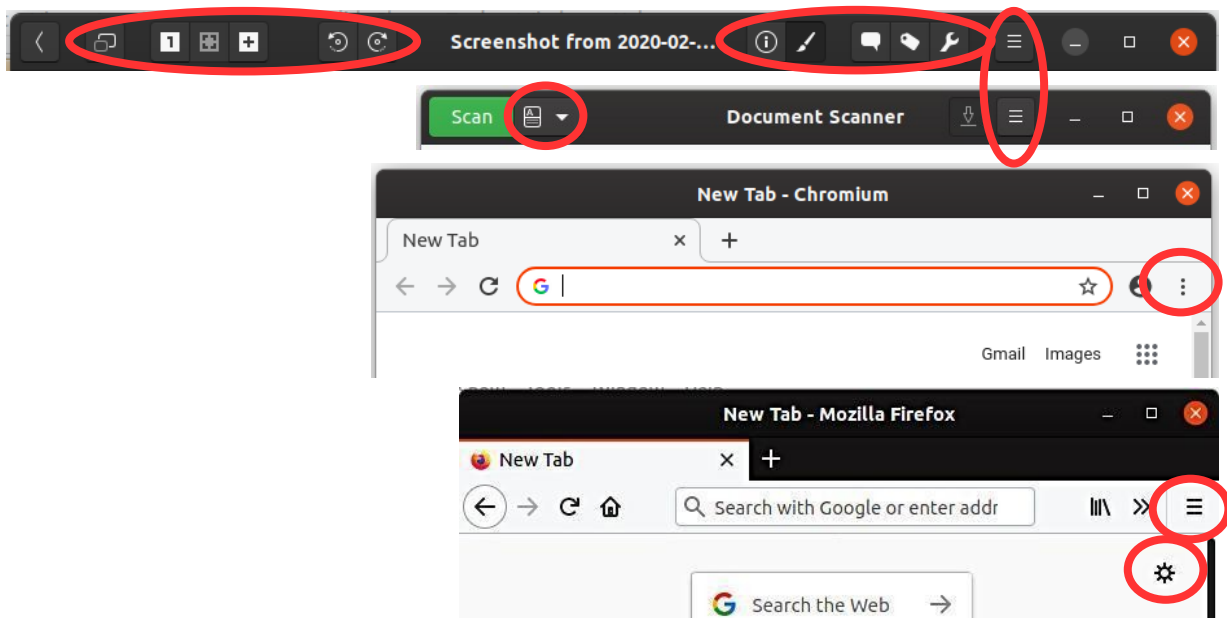 1 Screenshot from 2020-02-...
Scan Document Scanner
New Tab - Chromium
New Tab
G
Gmail Images
New Tab - Mozilla Firefox
New Tab
Search with Google or enter addr
G Search the Web